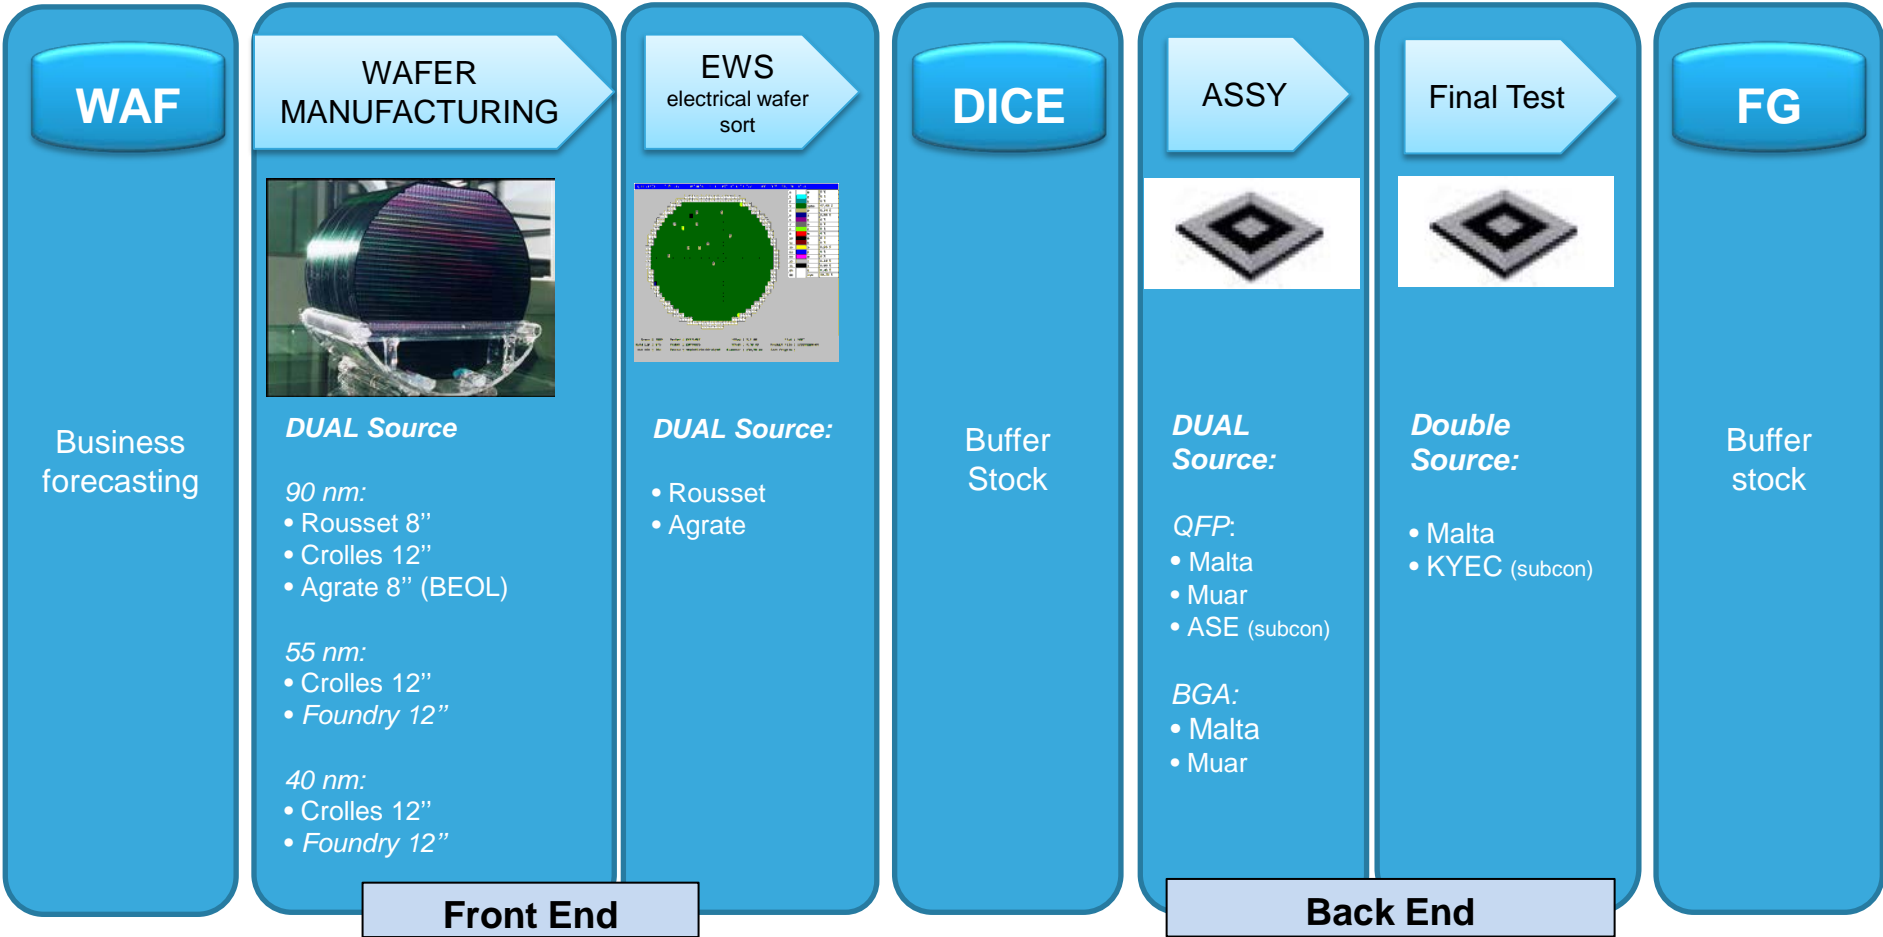 WAF
Business
forecasting
WAFER
MANUFACTURING
DUAL Source
90 nm:
• Rousset 8’’
• Crolles 12’’
• Agrate 8’’ (BEOL)
55 nm:
• Crolles 12’’
• Foundry 12’’
40 nm:
• Crolles 12’’
• Foundry 12’’
EWS
electrical wafer
sort
DUAL Source:
• Rousset
• Agrate
Front End
DICE
Buffer
Stock
ASSY
DUAL
Source:
QFP:
• Malta
• Muar
• ASE (subcon)
BGA:
• Malta
• Muar
Final Test
Double
Source:
• Malta
• KYEC (subcon)
Back End
FG
Buffer
stock